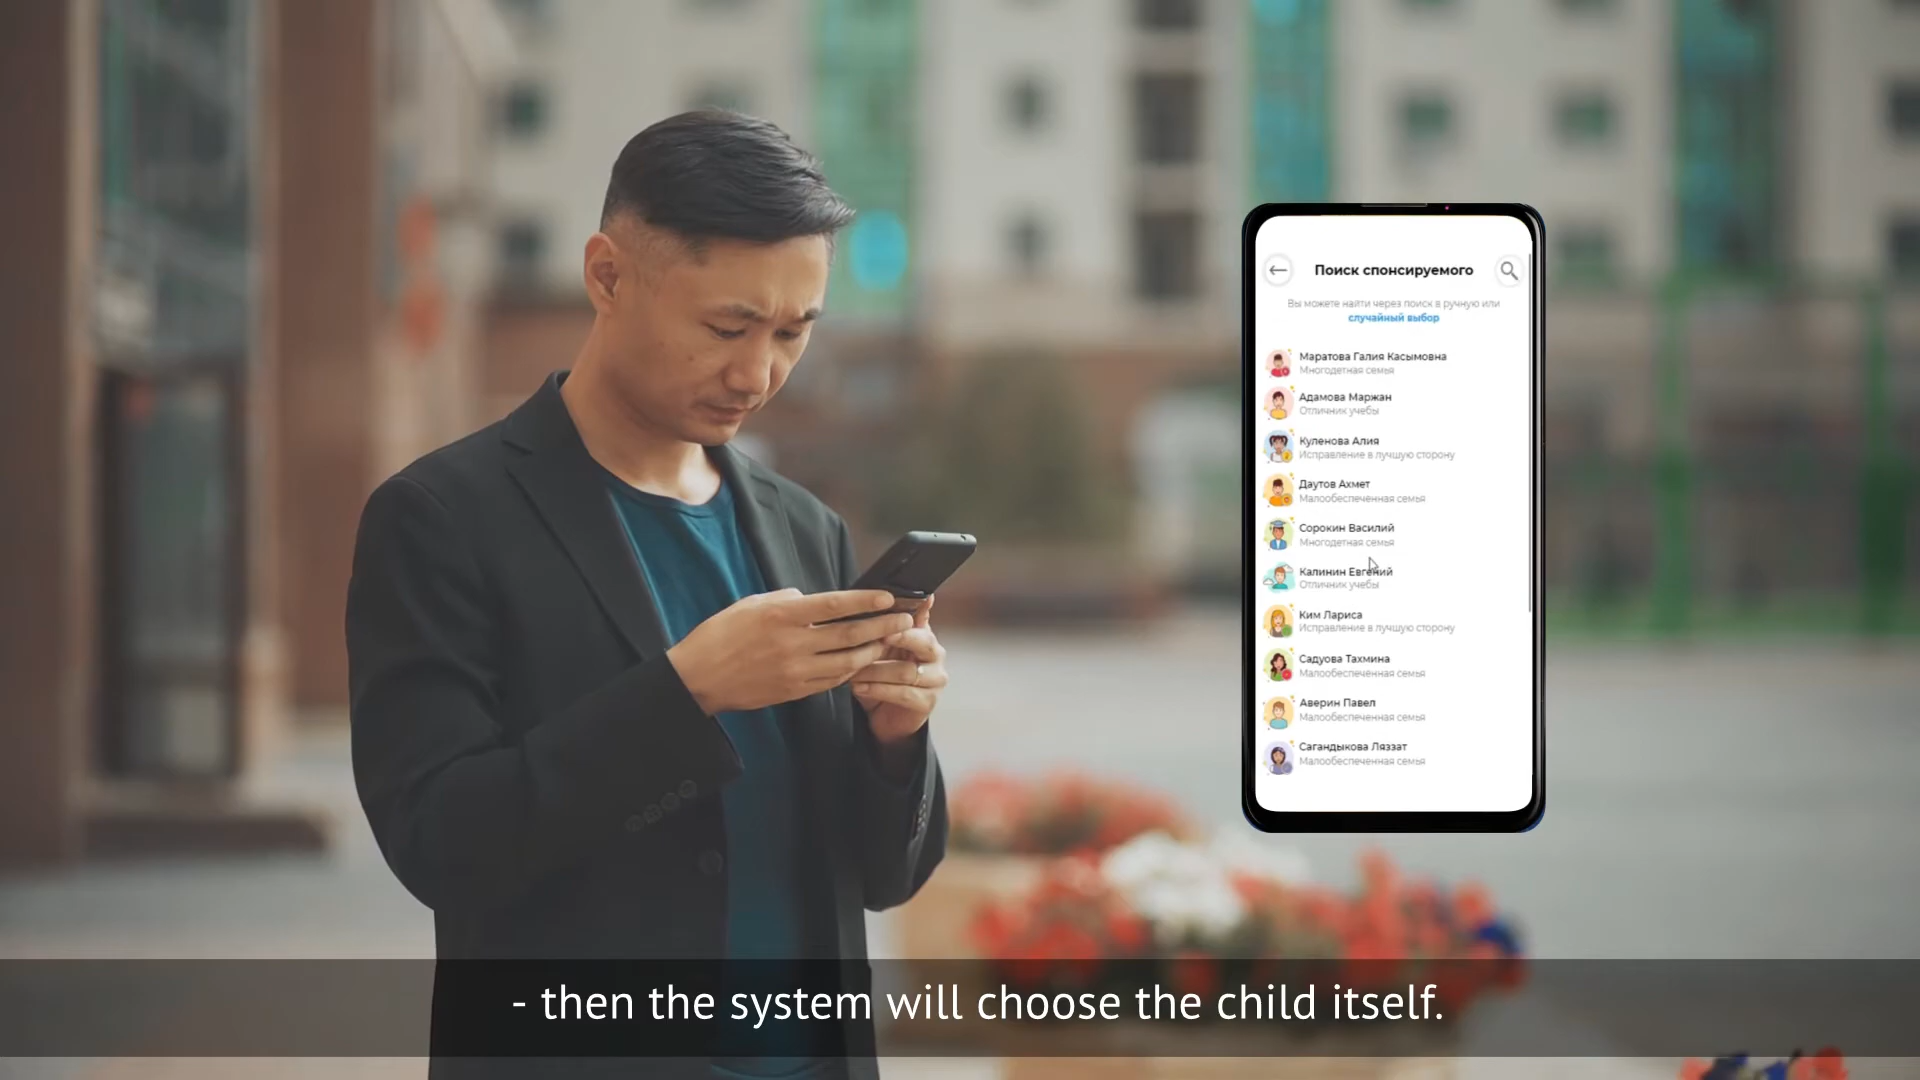 Поиск спонсируемого
Вы можете найти через поиск в ручную или
случайный выбор
Маратова Галия Касымовна
Многодетная семья
Адамова Маржан
Отличник учебы
Куленова Алия
Исправление в лучшую сторону
Даутов Ахмет
Малообеспеченная семья
Сорокин Василий
Многодетная семья
Калинин Евгений
Отличник учебы
Ким Лариса
Исправление в лучшую сторону
Садуова Тахмина
Малообеспеченная семья
Аверин Павел
Малообеспеченная семья
Сагандыкова Ляззат
Малообеспеченная семья
- then the system will choose the child itself.